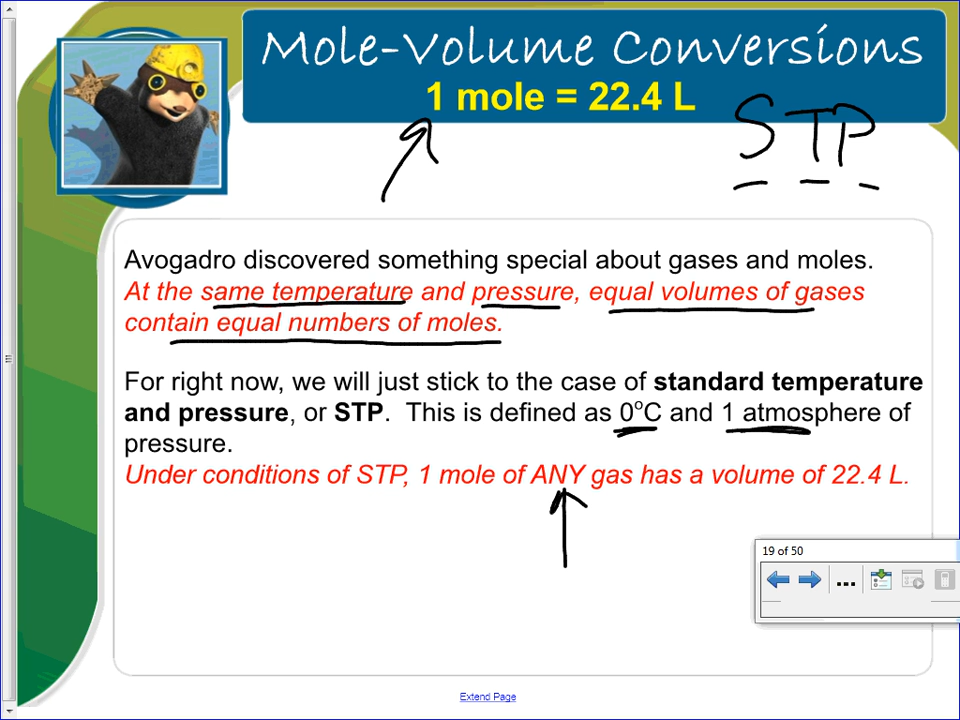 Mole-Volume Conversions
1 mole = 22.4 L
STP
Avogadro discovered something special about gases and moles.
At the same temperature and pressure, equal volumes of gases
contain equal numbers of moles.
For right now, we will just stick to the case of standard temperature
and pressure, or STP. This is defined as 0°C and 1 atmosphere of
pressure.
Under conditions of STP, 1 mole of ANY gas has a volume of 22.4 L.
19 of 50
...
Extend Page